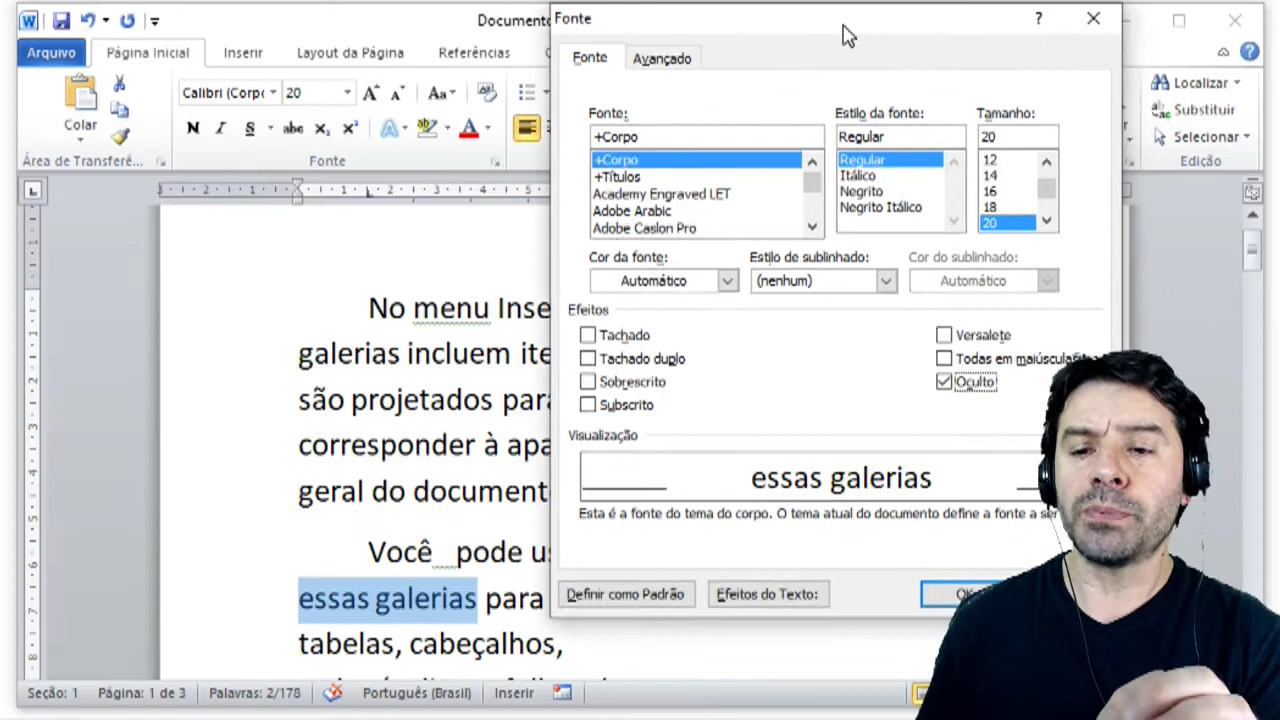 Documento
Arquivo Página Inicial Inserir Layout da Página Referências
Calibri (Corpo 20
Colar
Área de Transferê... Fonte
Localizar
Substituir
Selecionar
Edição
Fonte
Fonte Avançado
Fonte: Estilo da fonte: Tamanho:
+Corpo Regular 20
+Corpo Regular 12
+Títulos Itálico 14
Academy Engraved LET Negrito 16
Adobe Arabic Negrito Itálico 18
Adobe Caslon Pro 20
Cor da fonte: Estilo de sublinhado: Cor do sublinhado:
Automático (nenhum) Automático
Efeitos
Tachado Versalete
Tachado duplo Todas em maiúsculas
Sobrescrito Oculto
Subscrito
Visualização
essas galerias
Esta é a fonte do tema do corpo. O tema atual do documento define a fonte a ser
Definir como Padrão Efeitos do Texto: OK
No menu Inse
galerias incluem ite
são projetados para
corresponder à apa
geral do document
Você pode us
essas galerias para
tabelas, cabeçalhos,
Seção: 1 Página: 1 de 3 Palavras: 2/178 Português (Brasil) Inserir